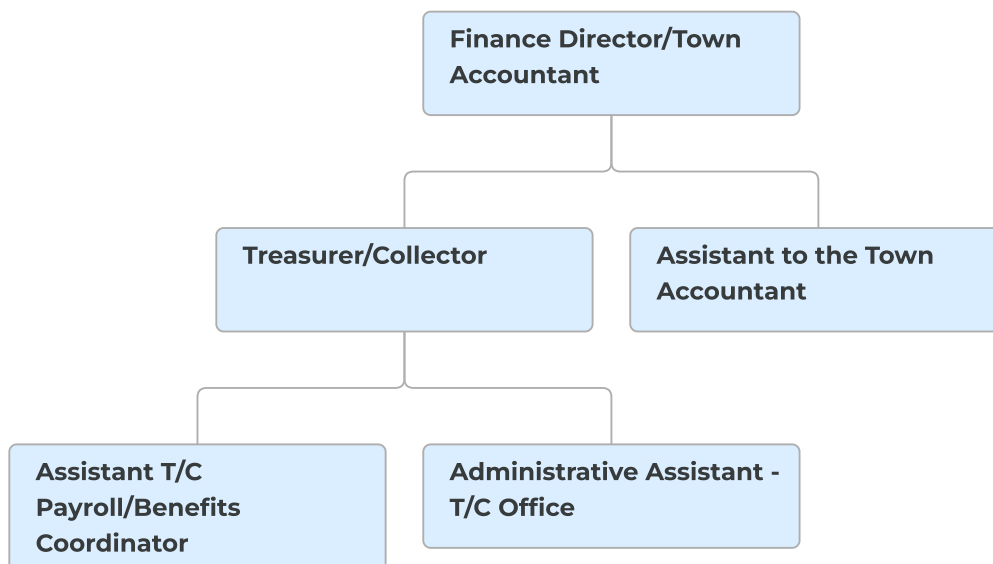 Finance Director/Town
Accountant
Treasurer/Collector
Assistant to the Town
Accountant
Assistant T/C
Payroll/Benefits
Coordinator
Administrative Assistant -
T/C Office